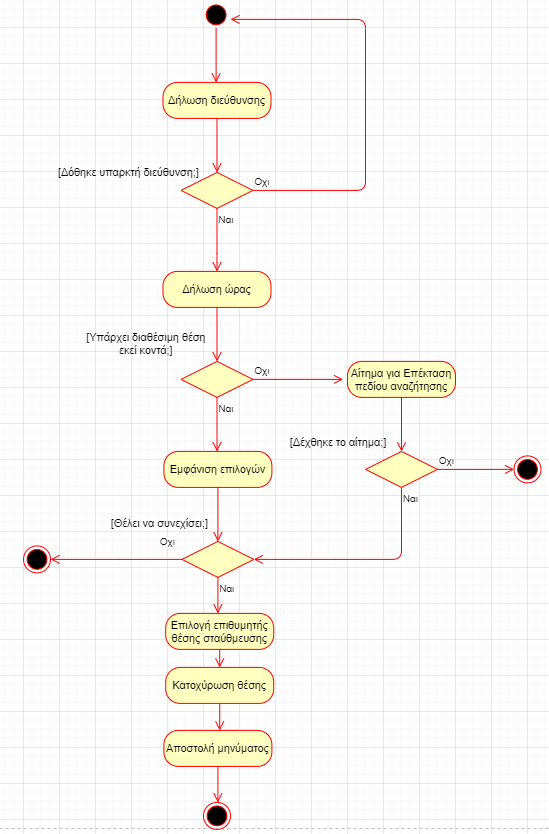 Δήλωση διεύθυνσης
[Δόθηκε υπαρκτή διεύθυνση;]
Οχι
Ναι
Δήλωση ώρας
[Υπάρχει διαθέσιμη θέση
εκεί κοντά;]
Οχι
Αίτημα για Επέκταση
πεδίου αναζήτησης
Ναι
[Δέχθηκε το αίτημα;]
Οχι
Εμφάνιση επιλογών
Ναι
[Θέλει να συνεχίσει;]
Οχι
Ναι
Επιλογή επιθυμητής
θέσης σταύθμευσης
Κατοχύρωση θέσης
Αποστολή μηνύματος